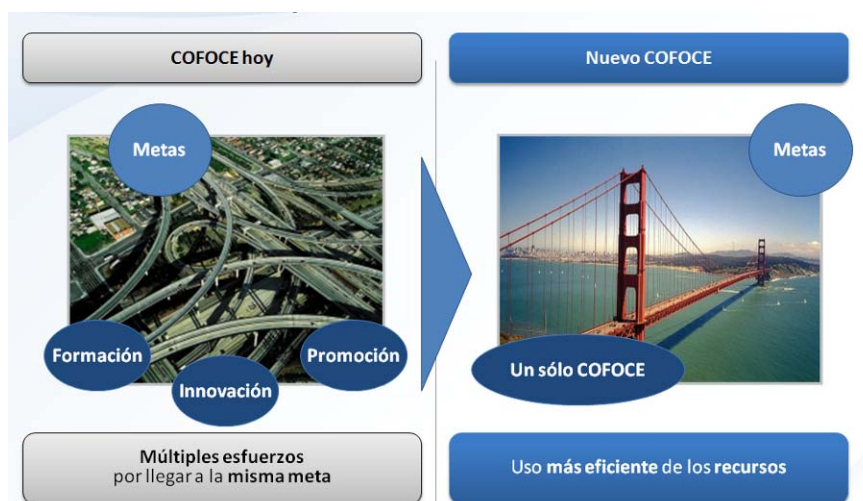 COFOCE hoy
Metas
Formación
Innovación
Promoción
Múltiples esfuerzos
por llegar a la misma meta
Nuevo COFOCE
Metas
Un sólo COFOCE
Uso más eficiente de los recursos